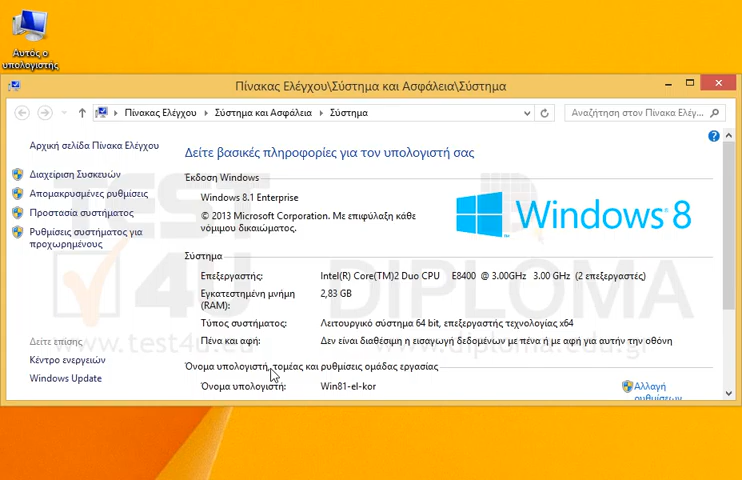 Αυτός ο
υπολογιστής
Πίνακας Ελέγχου\Σύστημα και Ασφάλεια\Σύστημα
Πίνακας Ελέγχου Σύστημα και Ασφάλεια Σύστημα
Αναζήτηση στον Πίνακα Ελέγ...
Αρχική σελίδα Πίνακα Ελέγχου
Διαχείριση Συσκευών
Απομακρυσμένες ρυθμίσεις
Προστασία συστήματος
Ρυθμίσεις συστήματος για
προχωρημένους
Δείτε επίσης
Κέντρο ενεργειών
Windows Update
Δείτε βασικές πληροφορίες για τον υπολογιστή σας
Έκδοση Windows
Windows 8.1 Enterprise
© 2013 Microsoft Corporation. Με επιφύλαξη κάθε
νόμιμου δικαιώματος.
Windows 8
Σύστημα
Επεξεργαστής: Intel(R) Core(TM)2 Duo CPU E8400 @ 3.00GHz 3.00 GHz (2 επεξεργαστές)
Εγκατεστημένη μνήμη
(RAM): 2,83 GB
Τύπος συστήματος: Λειτουργικό σύστημα 64 bit, επεξεργαστής τεχνολογίας x64
Πένα και αφή: Δεν είναι διαθέσιμη η εισαγωγή δεδομένων με πένα ή με αφή για αυτήν την οθόνη
Όνομα υπολογιστή, τομέας και ρυθμίσεις ομάδας εργασίας
Όνομα υπολογιστή: Win81-el-kor
Αλλαγή
ρυθμίσεων
TEST
4U
DIPLOMA
www.test4u.eu
www.diploma.edu.gr